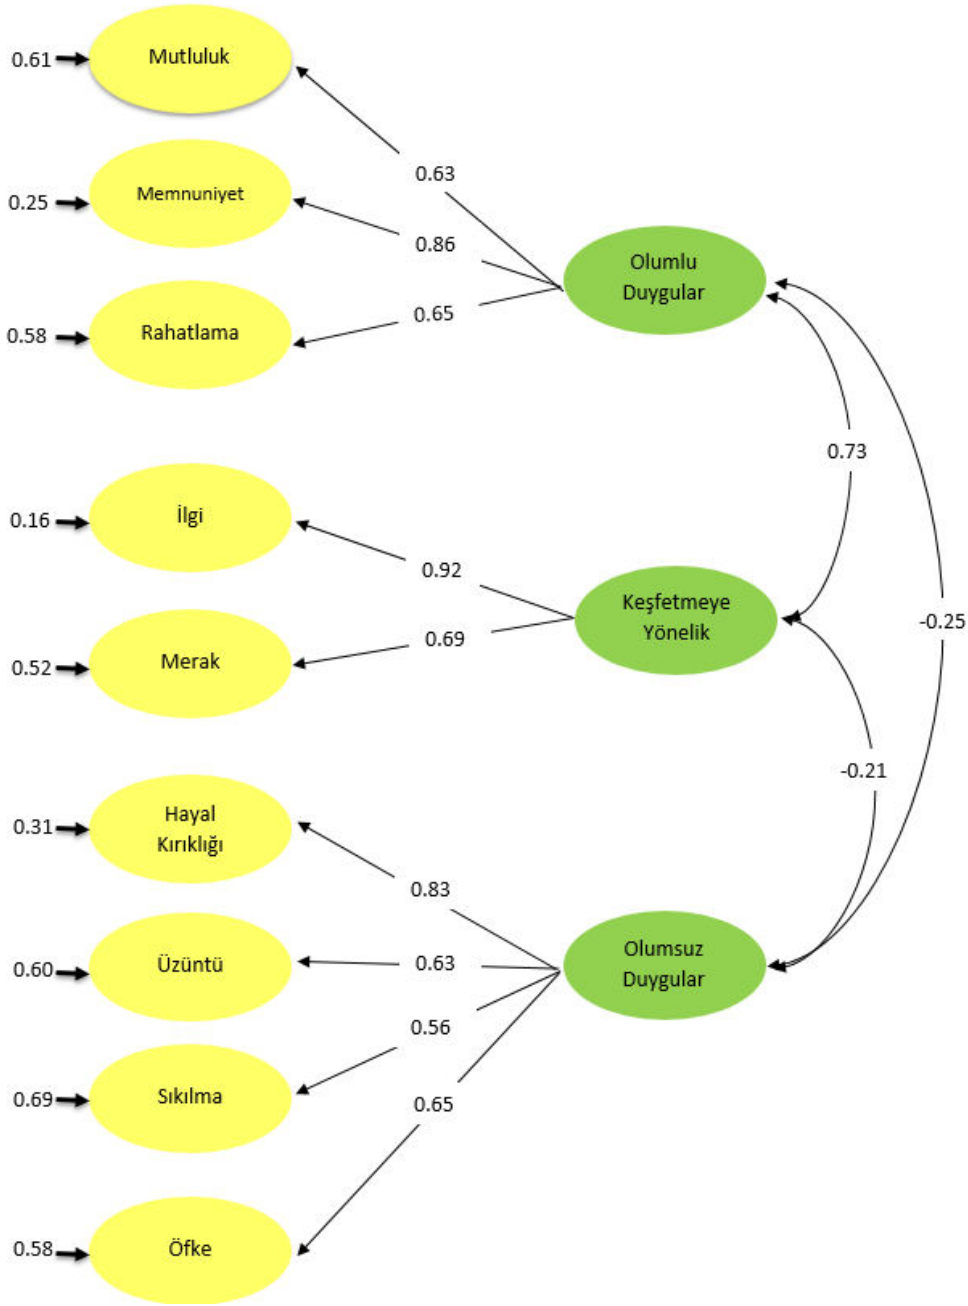 0.61
Mutluluk
0.63
0.25
Memnuniyet
0.86
0.58
Rahatlama
0.65
Olumlu
Duygular
0.73
0.16
İlgi
0.92
0.52
Merak
0.69
Keşfetmeye
Yönelik
-0.25
-0.21
0.31
Hayal
Kırıklığı
0.83
0.60
Üzüntü
0.63
0.69
Sıkılma
0.56
0.58
Öfke
0.65
Olumsuz
Duygular